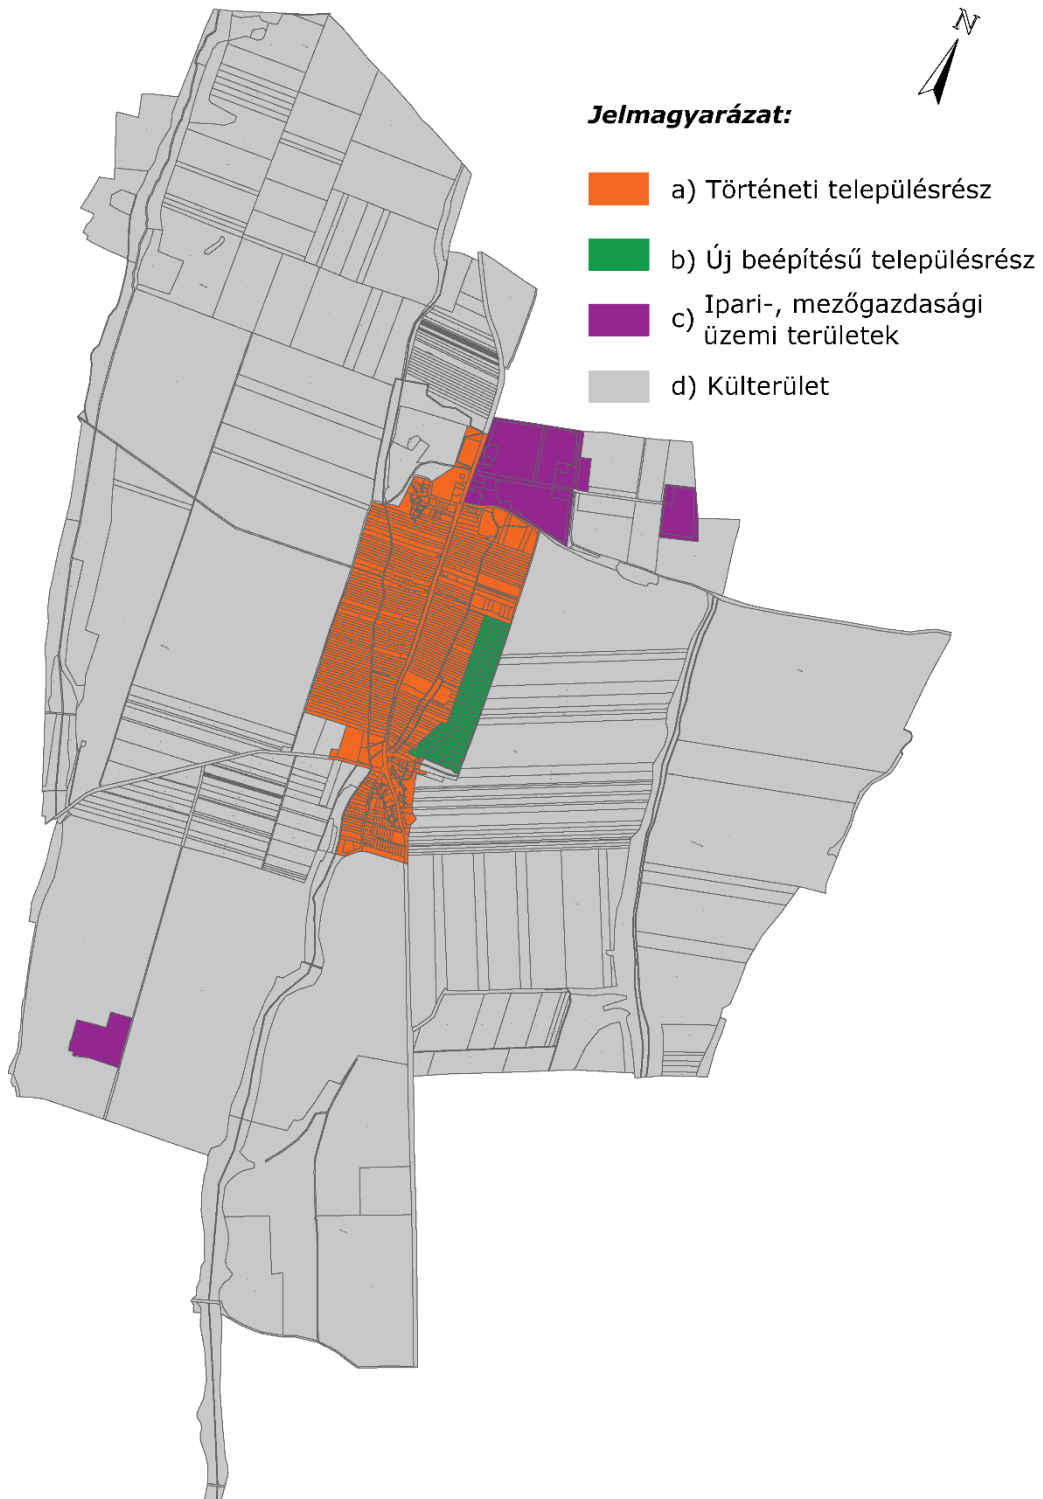 N
Jelmagyarázat:
a) Történeti településrész
b) Új beépítésű településrész
c) Ipari-, mezőgazdasági
üzemi területek
d) Külterület